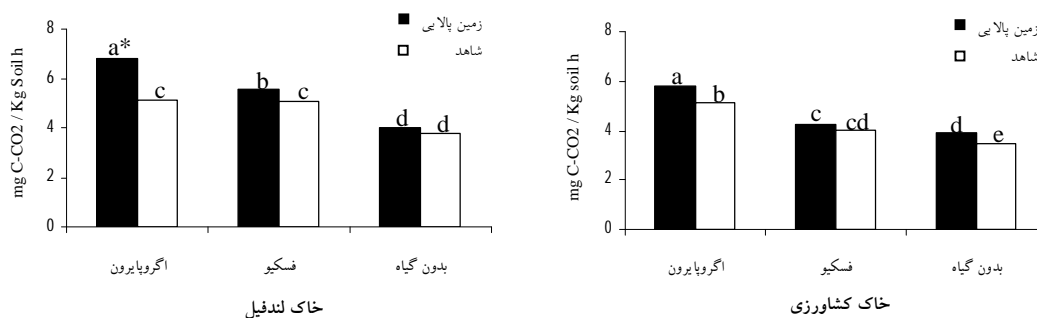 mg C-CO2 / Kg Soil h
8
6
4
2
0
زمین پالایی
شاهد
a*
c
b
c
d
d
اگروپایرون
فسکیو
بدون گیاه
خاک لندفیل
mg C-CO2 / Kg soil h
8
6
4
2
0
زمین پالایی
شاهد
a
b
c
cd
d
e
اگروپایرون
فسکیو
بدون گیاه
خاک کشاورزی